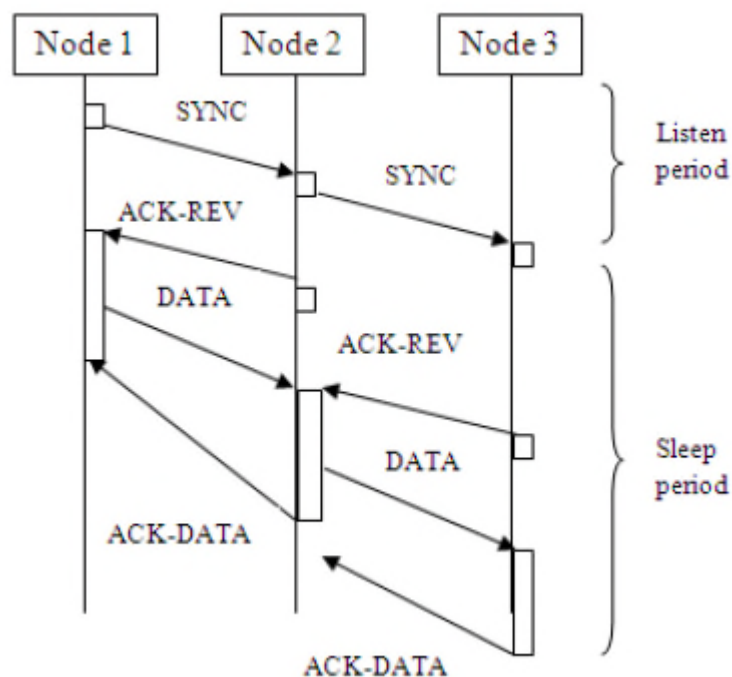 Node 1
Node 2
Node 3
SYNC
Listen
period
SYNC
ACK-REV
DATA
ACK-REV
DATA
Sleep
period
ACK-DATA
ACK-DATA